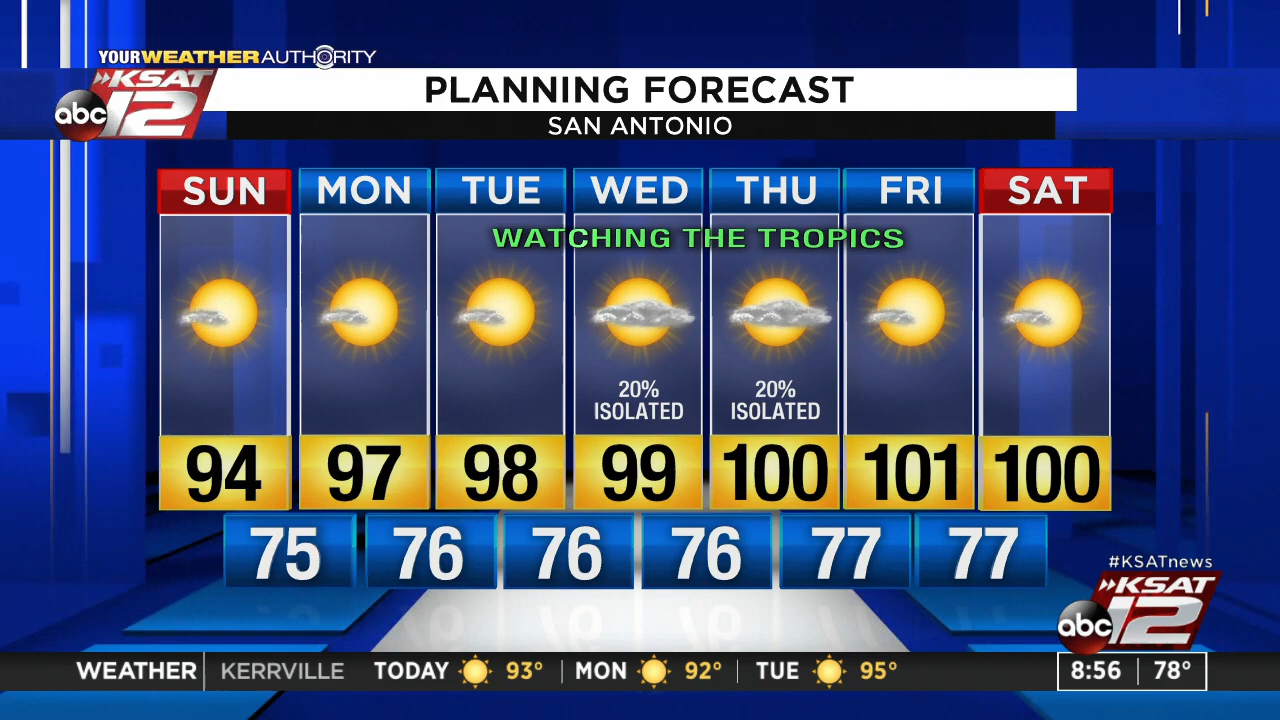 YOURWEATHERAUTHORITY
KSAT
abc 12
PLANNING FORECAST
SAN ANTONIO
SUN MON TUE WED THU FRI SAT
WATCHING THE TROPICS
20% 20%
ISOLATED ISOLATED
94 97 98 99 100 101 100
75 76 76 76 77 77
#KSATnews
KSAT
abc 12
WEATHER KERRVILLE TODAY 93° MON 92° TUE 95° 8:56 78°